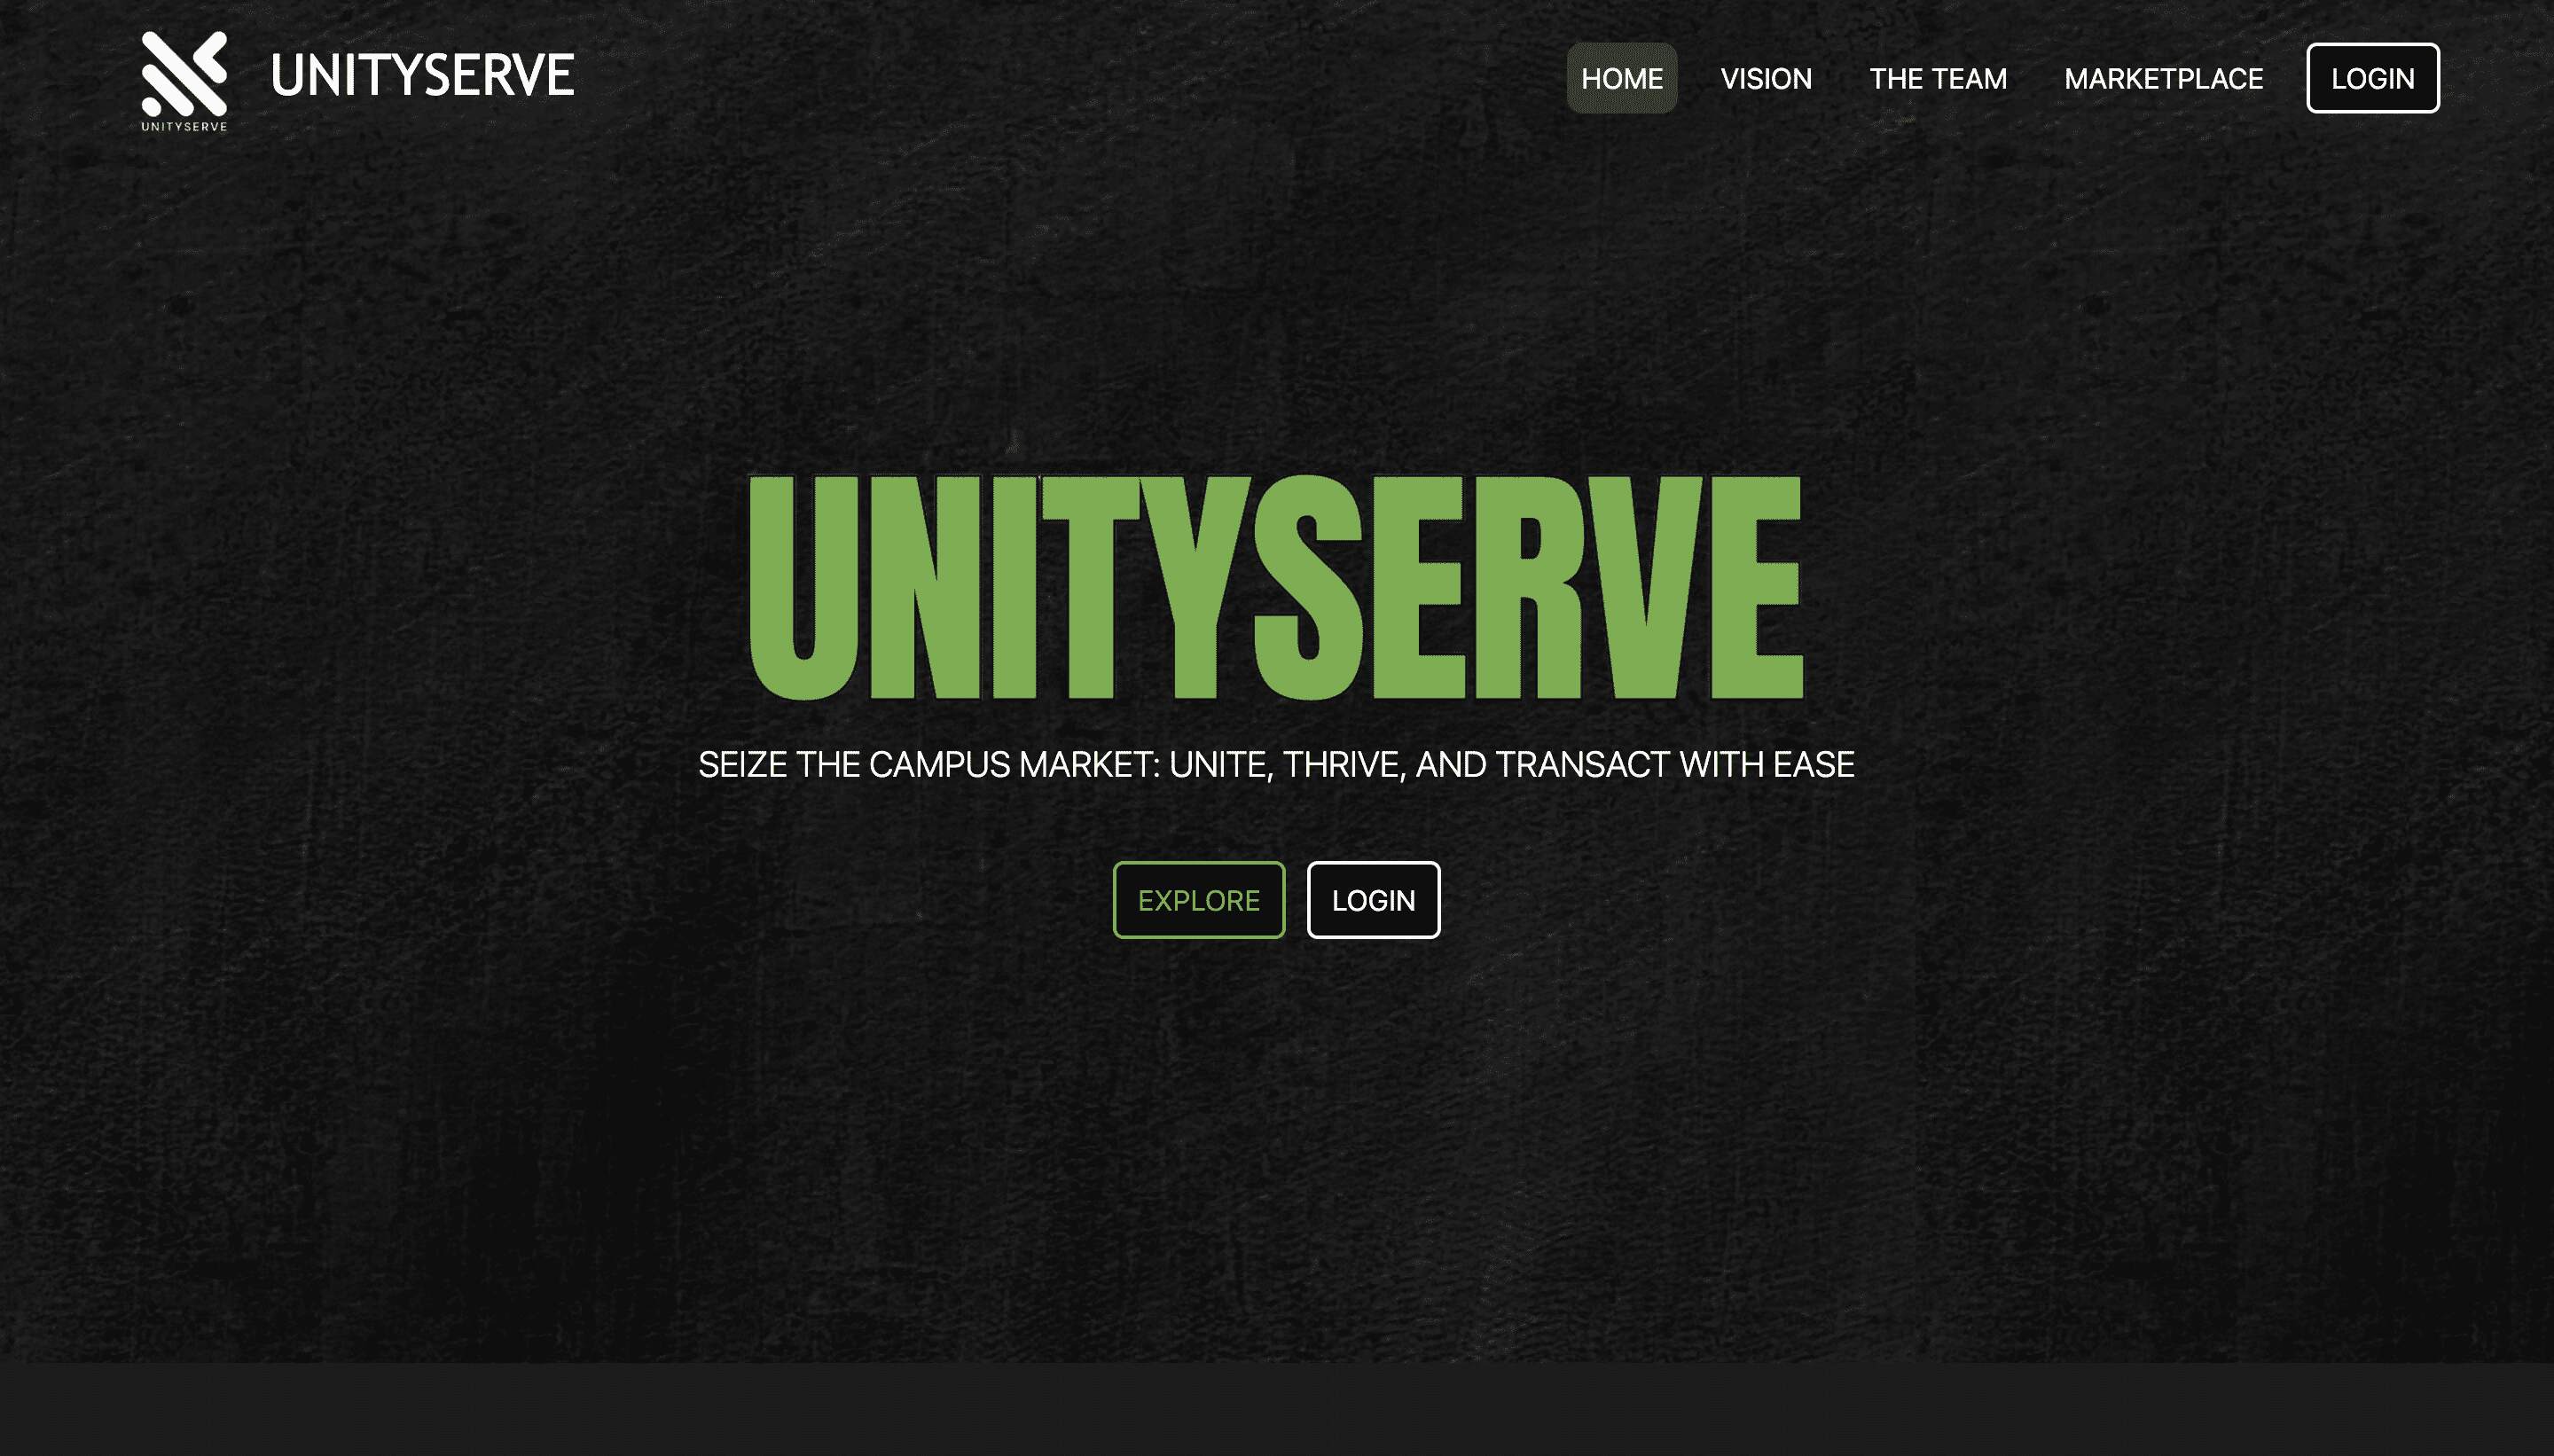 UNITYSERVE
UNITYSERVE
HOME VISION THE TEAM MARKETPLACE LOGIN
UNITYSERVE
SEIZE THE CAMPUS MARKET: UNITE, THRIVE, AND TRANSACT WITH EASE
EXPLORE LOGIN